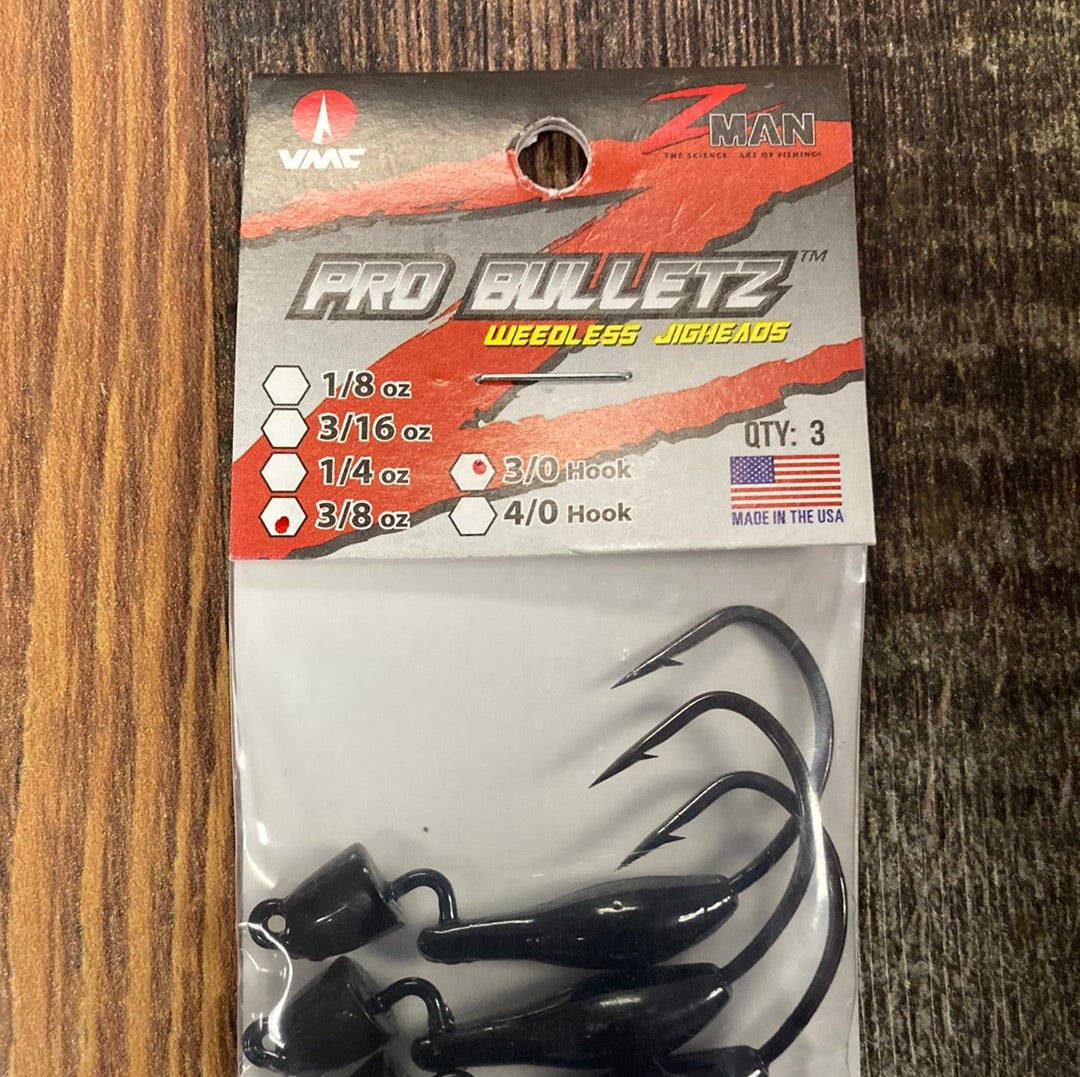 VMC
Z MAN
THE SCIENCE ART OF FISHING
PRO BULLETZ™
WEEDLESS JIGHEADS
1/8 oz
3/16 oz
1/4 oz
3/8 oz
3/0 Hook
4/0 Hook
QTY: 3
MADE IN THE USA